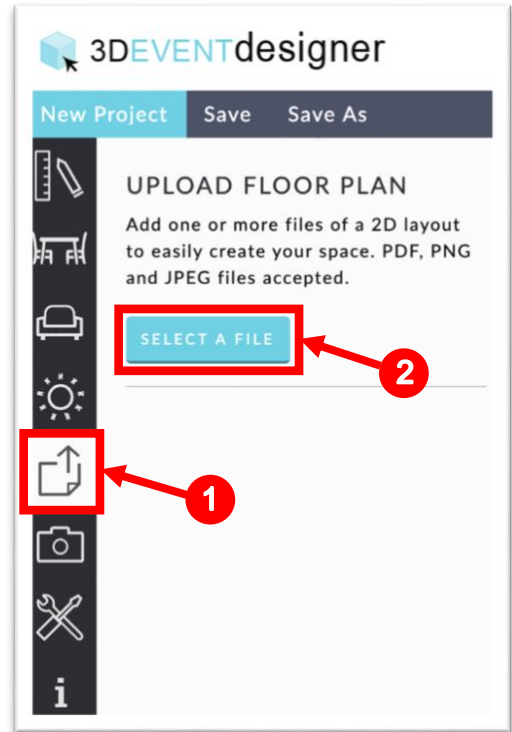 3DEVENTdesigner
New Project Save Save As
UPLOAD FLOOR PLAN
Add one or more files of a 2D layout
to easily create your space. PDF, PNG
and JPEG files accepted.
SELECT A FILE
2
1
i